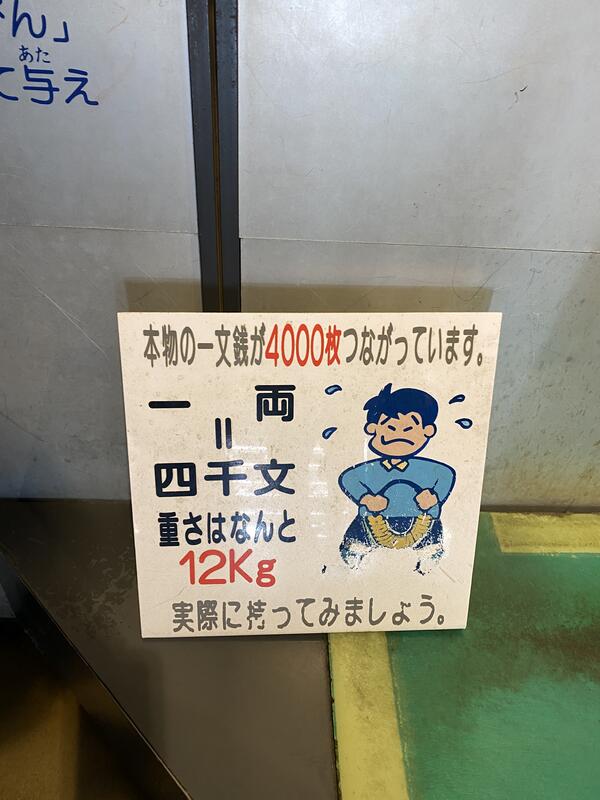 ん」
あた
て与え
本物の一文銭が4000枚つながっています。
一両
=
四千文
重さはなんと
12Kg
実際に持ってみましょう。